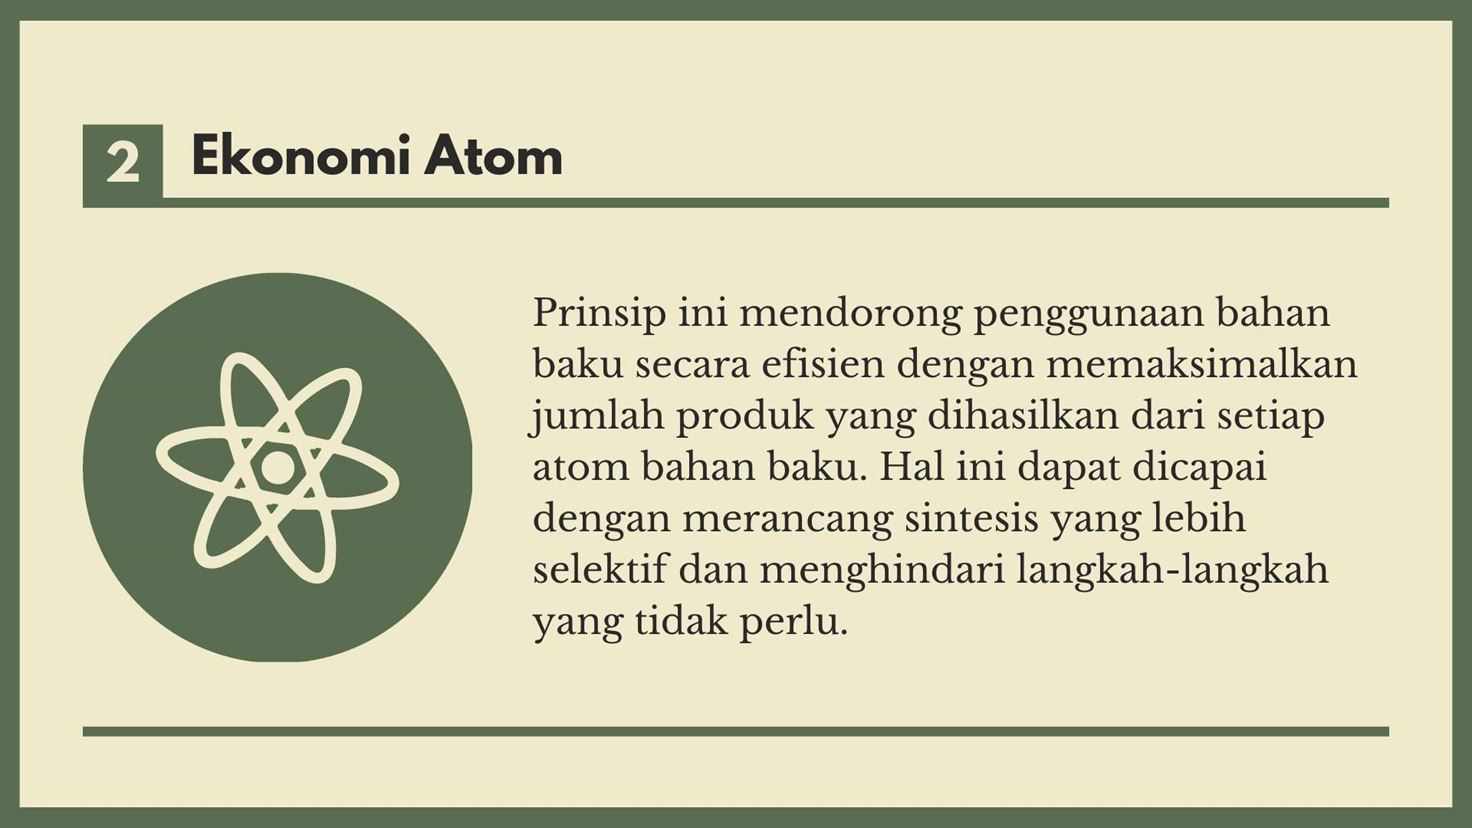 2
Ekonomi Atom
Prinsip ini mendorong penggunaan bahan
baku secara efisien dengan memaksimalkan
jumlah produk yang dihasilkan dari setiap
atom bahan baku. Hal ini dapat dicapai
dengan merancang sintesis yang lebih
selektif dan menghindari langkah-langkah
yang tidak perlu.